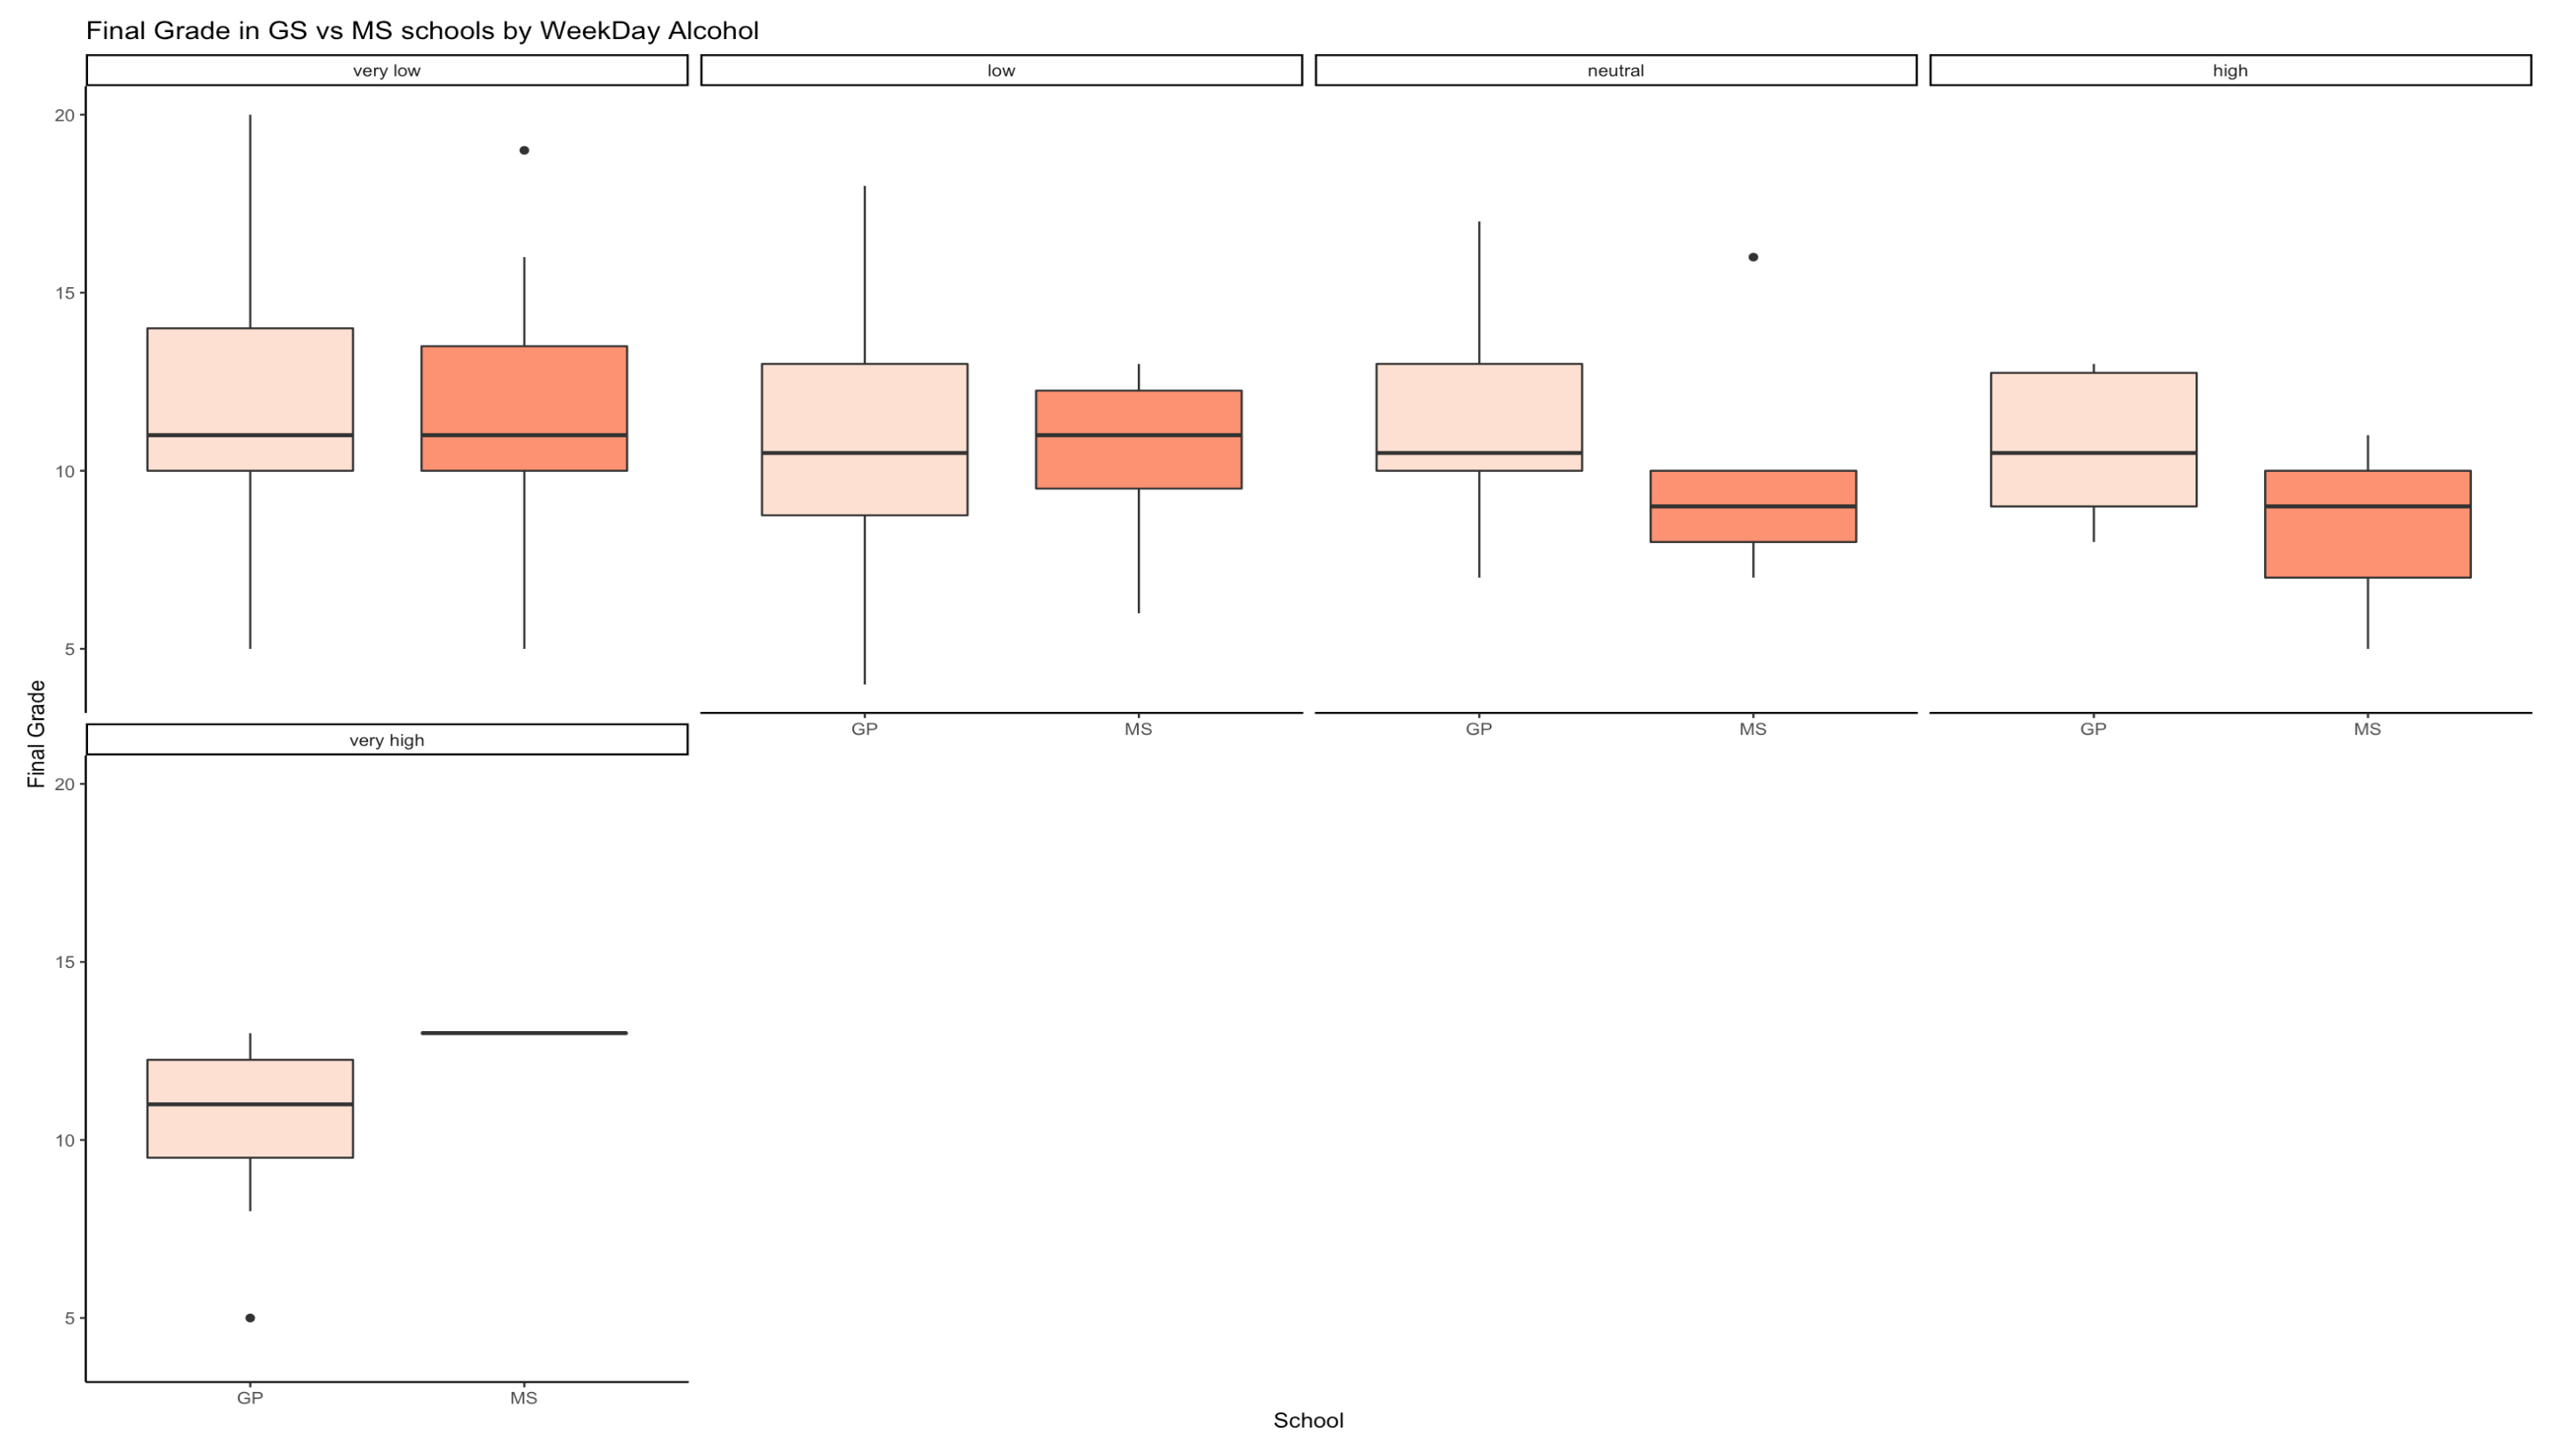 Final Grade in GS vs MS schools by WeekDay Alcohol
very low
low
neutral
high
20
15
10
5
GP
MS
GP
MS
GP
MS
very high
Final Grade
20
15
10
5
GP
MS
School